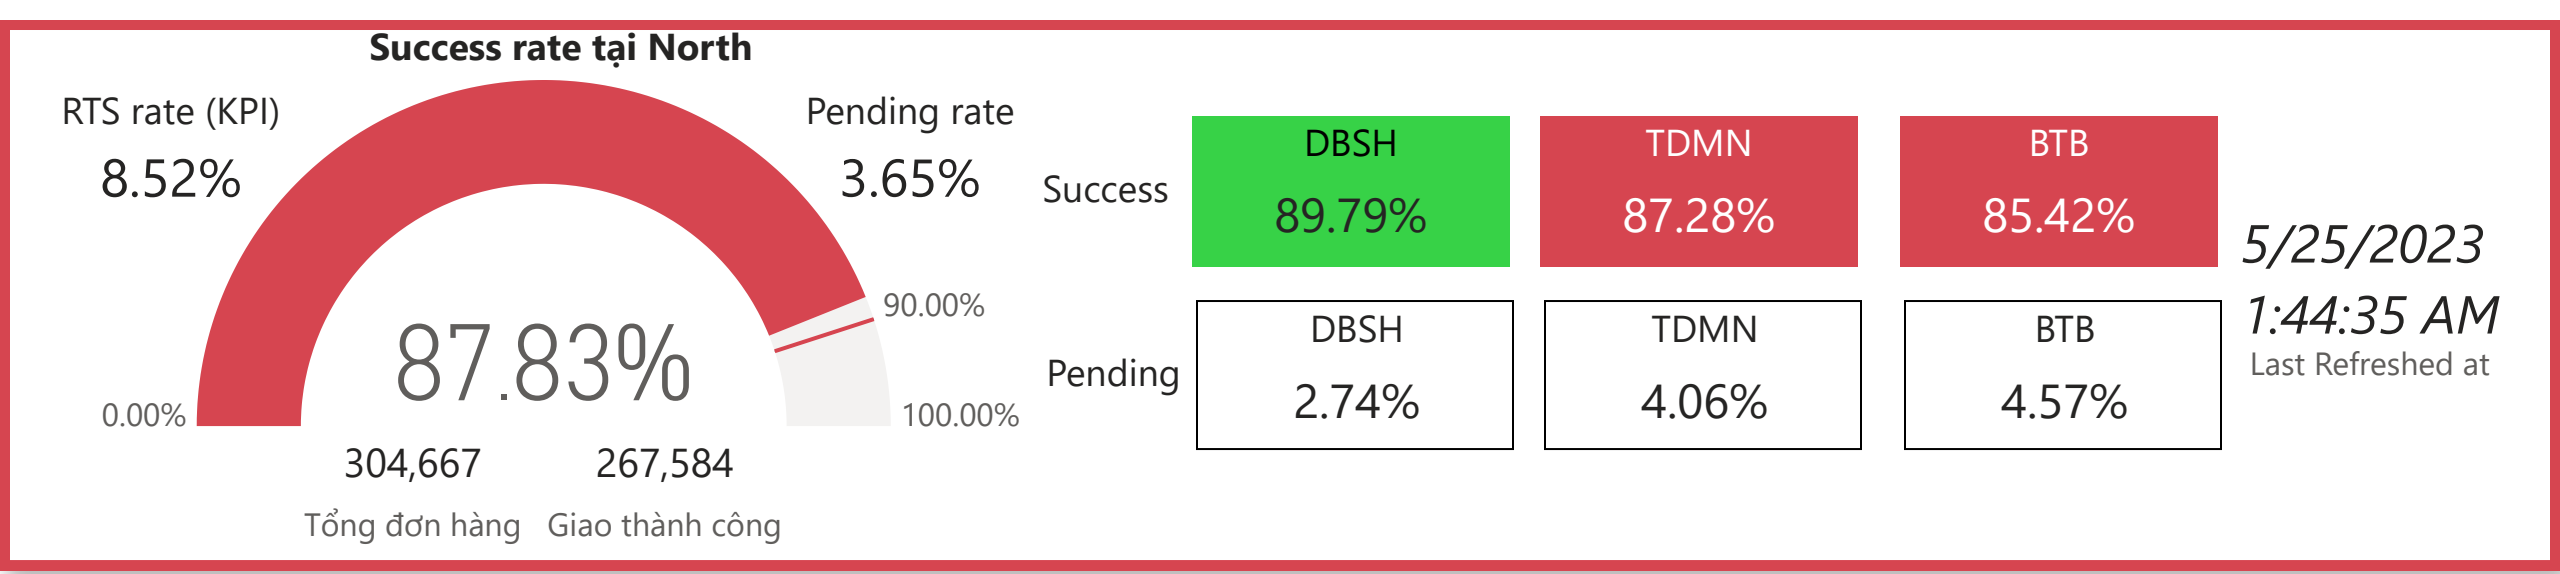 Success rate tại North
RTS rate (KPI)
8.52%
Pending rate
3.65%
90.00%
87.83%
0.00%
100.00%
304,667
267,584
Tổng đơn hàng
Giao thành công
Success
DBSH
89.79%
TDMN
87.28%
BTB
85.42%
Pending
DBSH
2.74%
TDMN
4.06%
BTB
4.57%
5/25/2023
1:44:35 AM
Last Refreshed at